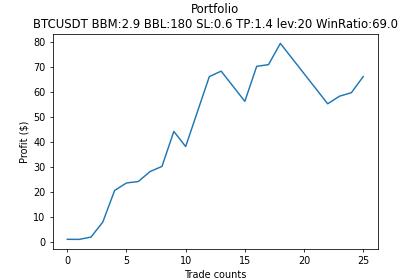 Portfolio
BTCUSDT BBM:2.9 BBL:180 SL:0.6 TP:1.4 lev:20 WinRatio:69.0
80
70
60
50
40
30
20
10
0
Profit ($)
0 5 10 15 20 25
Trade counts